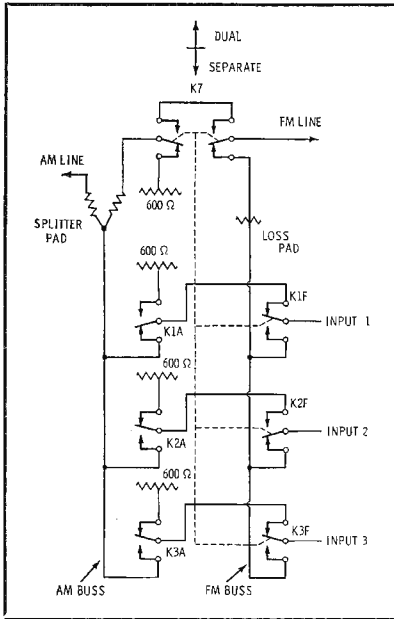 DUAL
SEPARATE
K7
FM LINE
AM LINE
600 Ω
SPLITTER
PAD
600 Ω
LOSS
PAD
K1F
INPUT 1
K1A
600 Ω
K2F
INPUT 2
K2A
600 Ω
K3F
INPUT 3
K3A
AM BUSS
FM BUSS